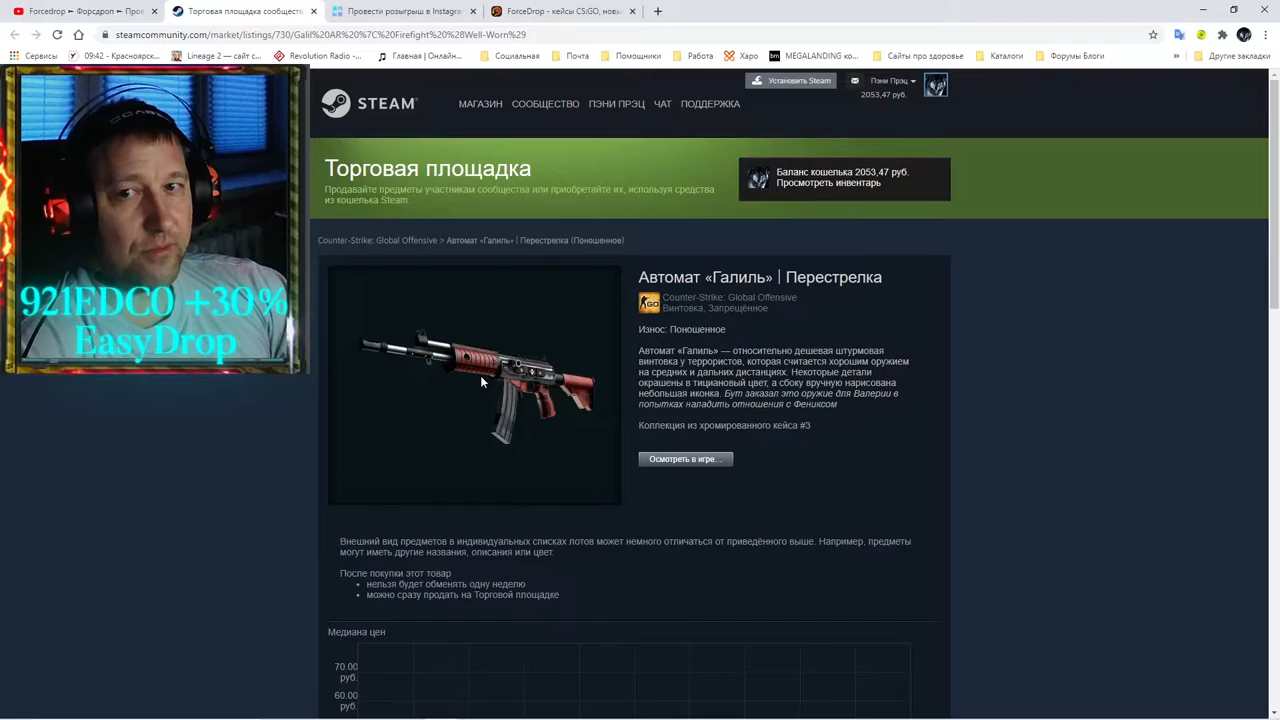 Forcedrop ⇐ Форсдроп ⇐ Про
Торговая площадка сообществ
Провести розыгрыш в Instagra
ForceDrop - кейсы CS:GO, новы
steamcommunity.com/market/listings/730/Galil%20AR%20%7C%20Firefight%20%28Well-Worn%29
Сервисы
09:42 - Красноярск...
Lineage 2 — стары...
Revolution Radio -...
Главная \ Онлайн...
Социальная
Почта
Помощники
Работа
Харо
MEGALANDING ко...
Сайты про здоровье
Каталоги
Форумы Блоги
»
Другие закладки
STEAM
МАГАЗИН СООБЩЕСТВО ПЭНИ ПРЭЦ ЧАТ ПОДДЕРЖКА
Установить Steam
Пэни Прэц
2053,47 руб.
Торговая площадка
Продавайте предметы участникам сообщества или приобретайте их, используя средства
из кошелька Steam.
Баланс кошелька 2053,47 руб.
Просмотреть инвентарь
Counter-Strike: Global Offensive > Автомат «Галиль» | Перестрелка (Поношенное)
921EDC0 +30%
EasyDrop
Автомат «Галиль» | Перестрелка
Counter-Strike: Global Offensive
Винтовка, Запрещённое
Износ: Поношенное
Автомат «Галиль» — относительно дешевая штурмовая
винтовка у террористов, которая считается хорошим оружием
на средних и дальних дистанциях. Некоторые детали
окрашены в тициановый цвет, а сбоку вручную нарисована
небольшая иконка. Бут заказал это оружие для Валерии в
попытках наладить отношения с Фениксом
Коллекция из хромированного кейса #3
Осмотреть в игре...
Внешний вид предметов в индивидуальных списках лотов может немного отличаться от приведённого выше. Например, предметы
могут иметь другие названия, описания или цвет.
После покупки этот товар
• нельзя будет обменять одну неделю
• можно сразу продать на Торговой площадке
Медиана цен
70.00
руб.
60.00
руб.